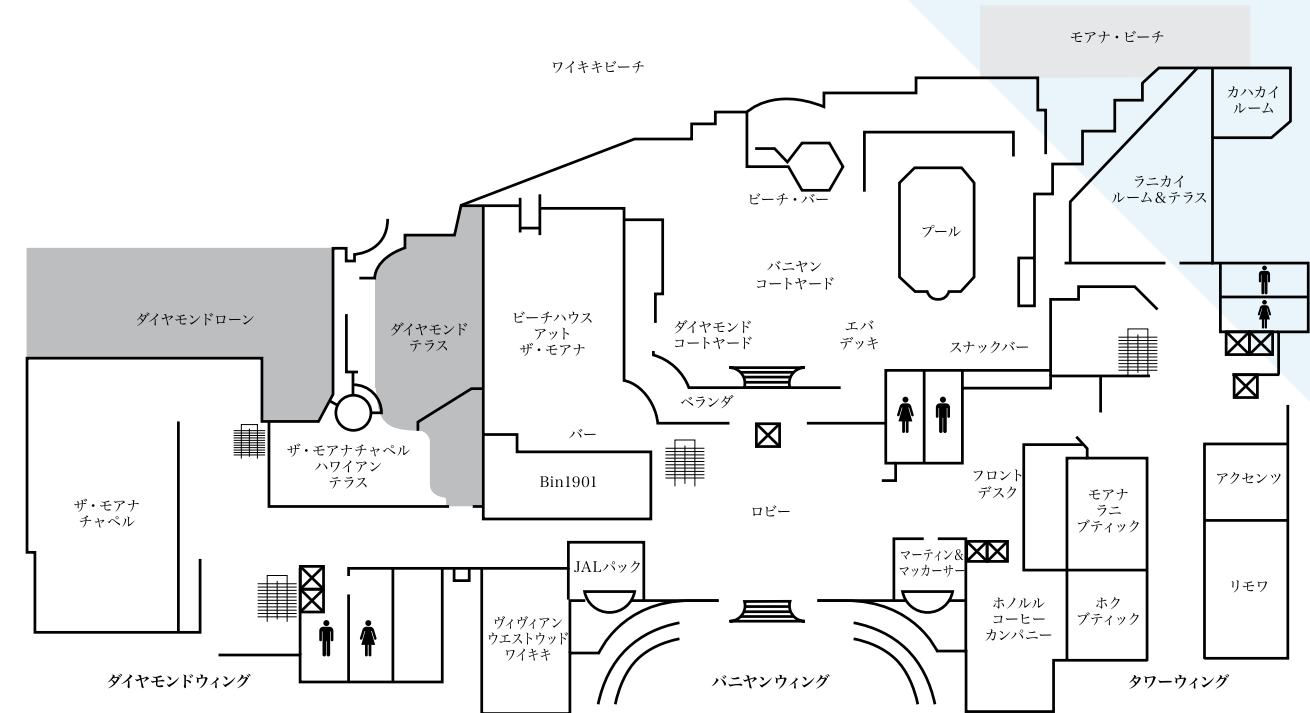 モアナ・ビーチ
ワイキキビーチ
カハカイ
ルーム
ラニカイ
ルーム&テラス
ビーチ・バー
プール
バニヤン
コートヤード
ダイヤモンドローン
ダイヤモンド
テラス
ビーチハウス
アット
ザ・モアナ
ダイヤモンド
コートヤード
エバ
デッキ
スナックバー
ベランダ
バー
ザ・モアナチャペル
ハワイアン
テラス
Bin1901
ザ・モアナ
チャペル
ロビー
フロント
デスク
モアナ
ラニ
ブティック
アクセンツ
JALパック
マーティン&
マッカーサー
リモワ
ホノルル
コーヒー
カンパニー
ホク
ブティック
ヴィヴィアン
ウエストウッド
ワイキキ
ダイヤモンドウィング
バニヤンウィング
タワーウィング